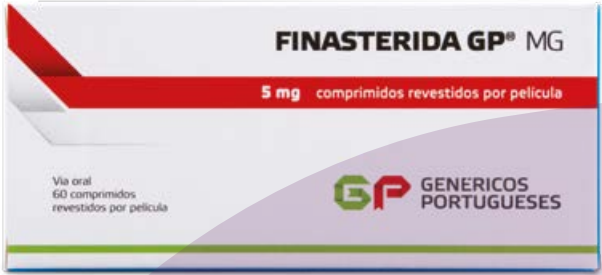 FINASTERIDA GP® MG
5 mg comprimidos revestidos por película
Via oral
60 comprimidos
revestidos por película
GP GENERICOS
PORTUGUESES